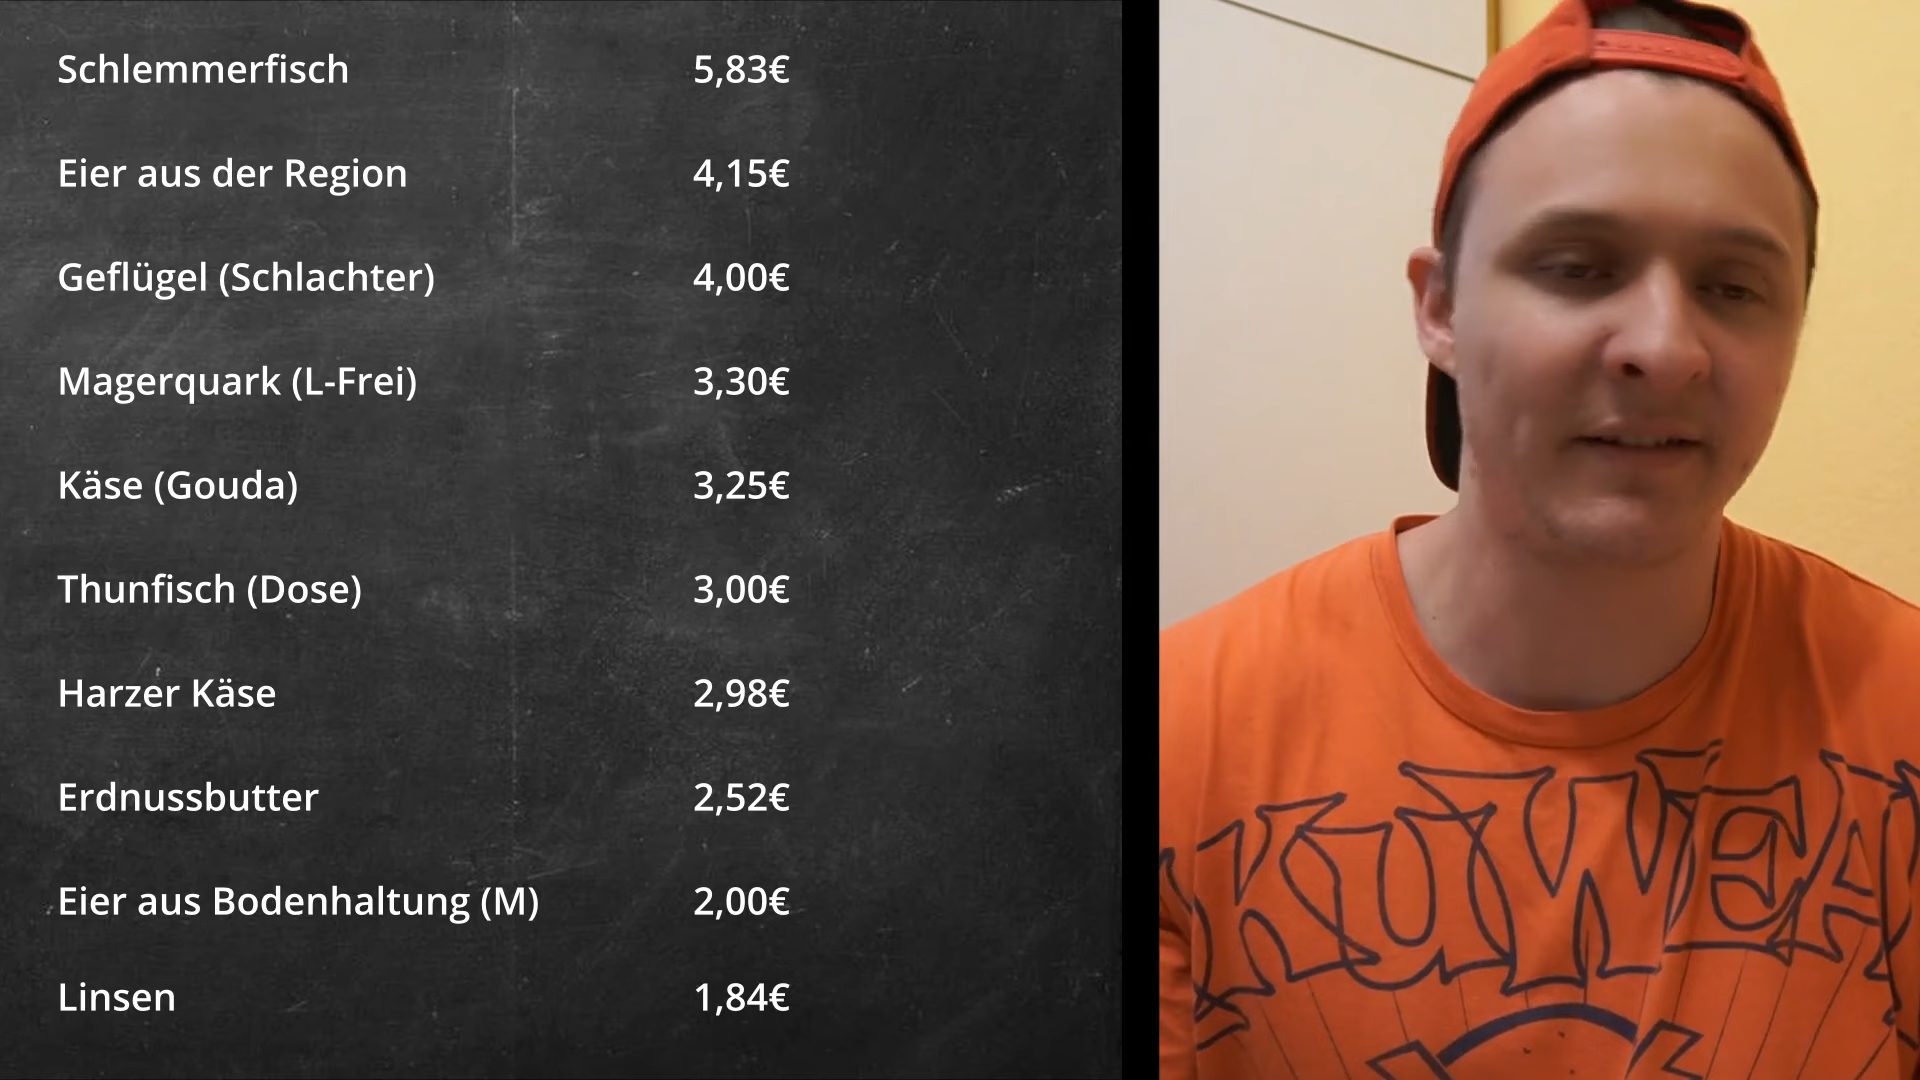 Schlemmerfisch 5,83€
Eier aus der Region 4,15€
Geflügel (Schlachter) 4,00€
Magerquark (L-Frei) 3,30€
Käse (Gouda) 3,25€
Thunfisch (Dose) 3,00€
Harzer Käse 2,98€
Erdnussbutter 2,52€
Eier aus Bodenhaltung (M) 2,00€
Linsen 1,84€